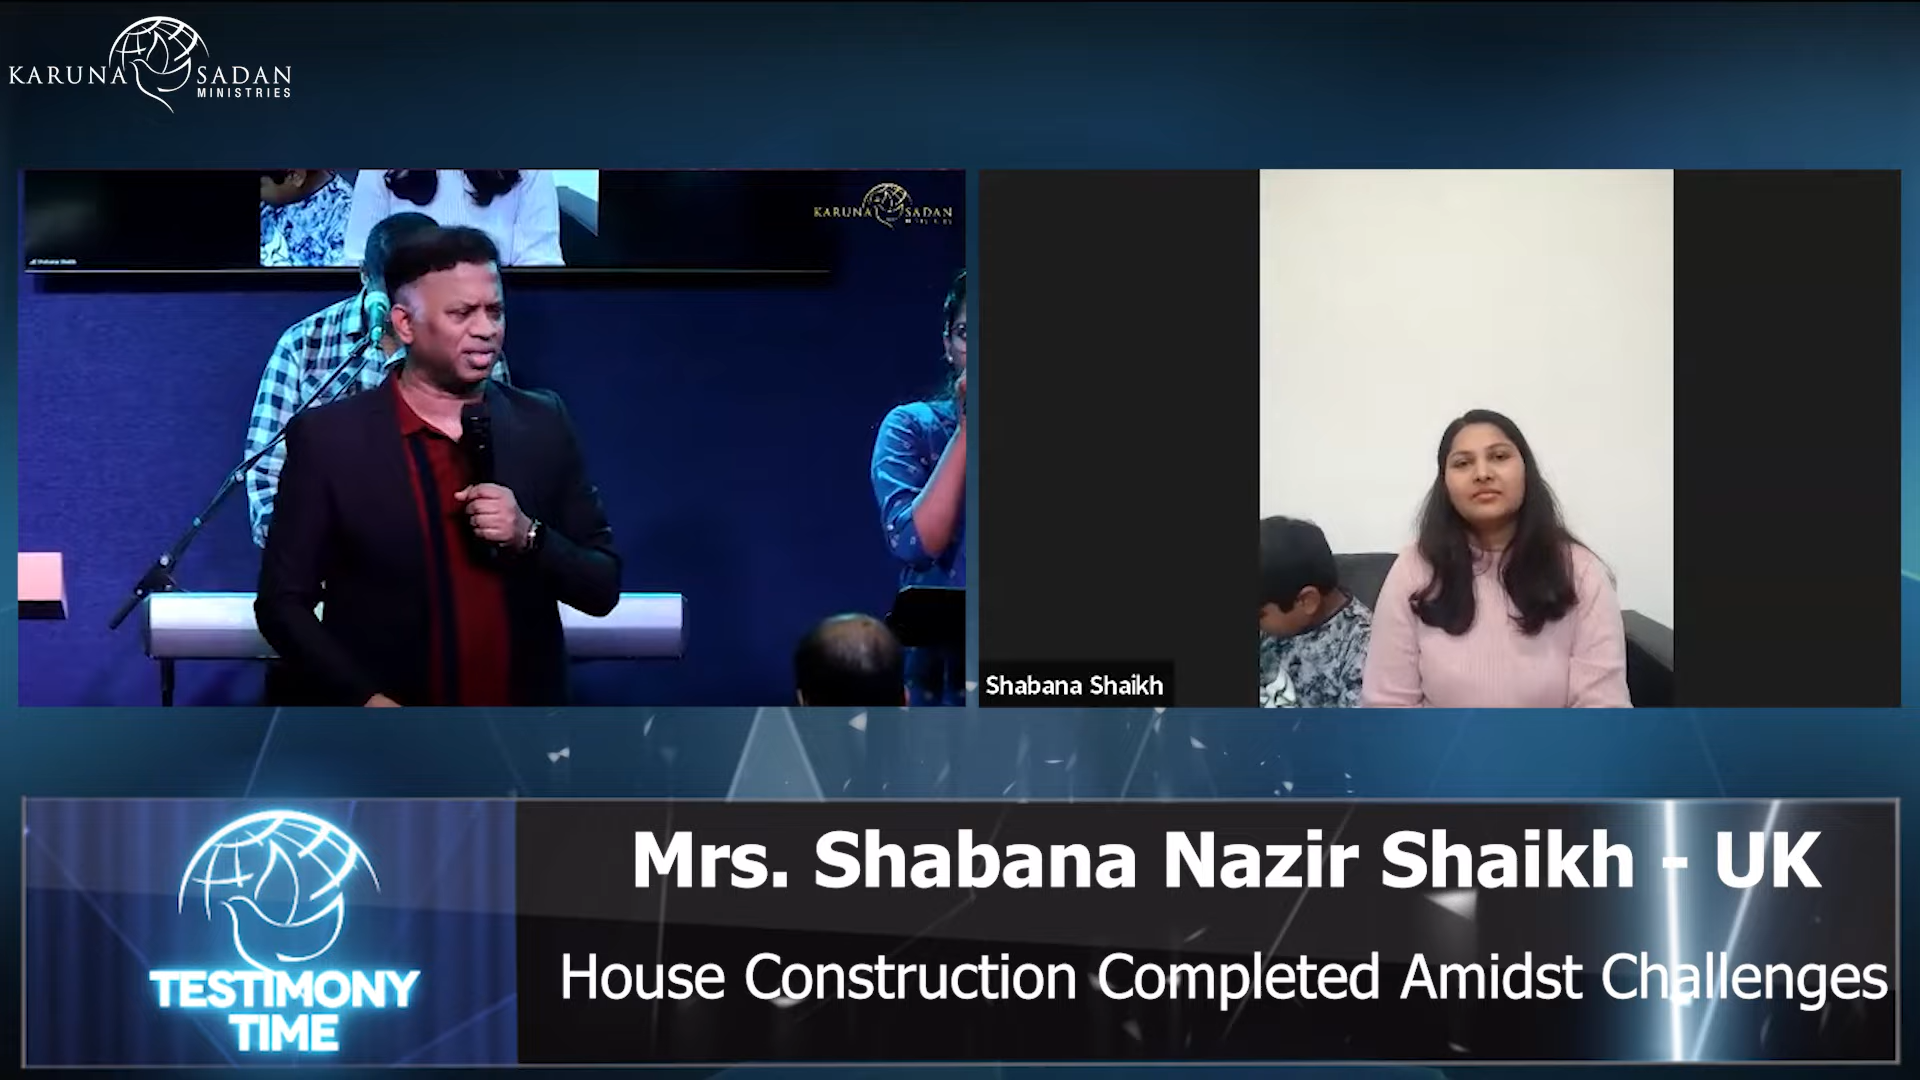 KARUNA SADAN
MINISTRIES
KARUNA SADAN
Shabana Shaikh
Mrs. Shabana Nazir Shaikh - UK
House Construction Completed Amidst Challenges
TESTIMONY
TIME